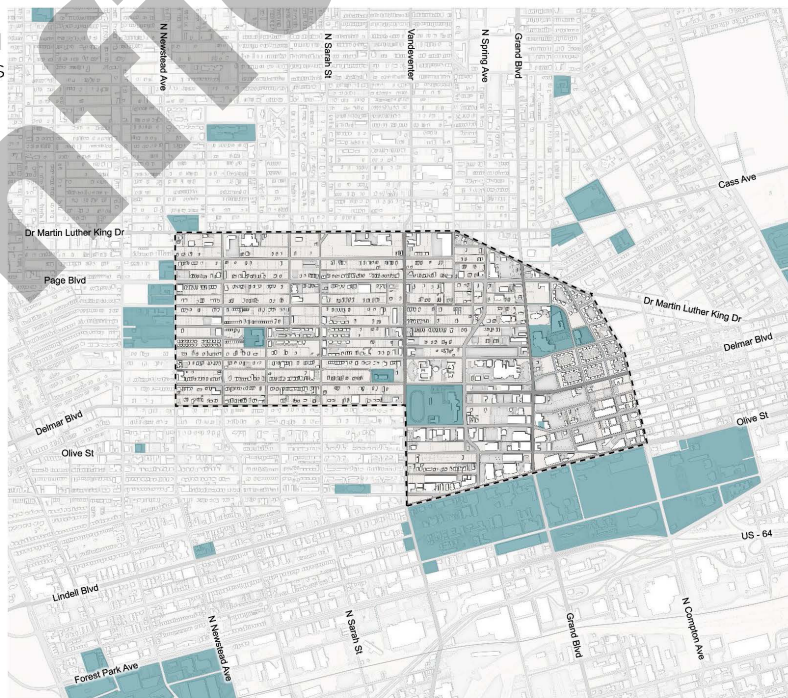 N Newstead Ave
N Sarah St
Vandeventer
N Spring Ave
Grand Blvd
Cass Ave
Dr Martin Luther King Dr
Page Blvd
Dr Martin Luther King Dr
Delmar Blvd
Delmar Blvd
Olive St
Olive St
US - 64
Lindell Blvd
N Newstead Ave
N Sarah St
Grand Blvd
N Compton Ave
Forest Park Ave